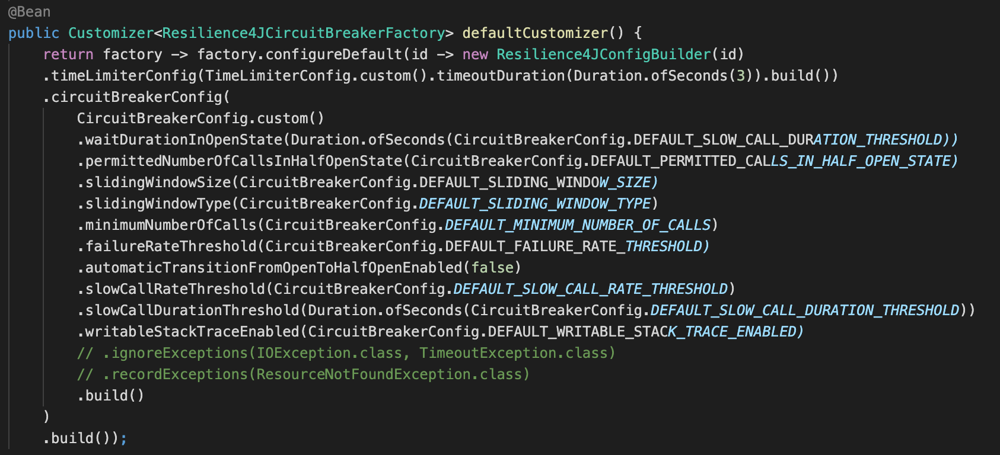 @Bean
public Customizer<Resilience4JCircuitBreakerFactory> defaultCustomizer() {
return factory -> factory.configureDefault(id -> new Resilience4JConfigBuilder(id)
.timeLimiterConfig(TimeLimiterConfig.custom().timeoutDuration(Duration.ofSeconds(3)).build())
.circuitBreakerConfig(
CircuitBreakerConfig.custom()
.waitDurationInOpenState(Duration.ofSeconds(CircuitBreakerConfig.DEFAULT_SLOW_CALL_DURATION_THRESHOLD))
.permittedNumberOfCallsInHalfOpenState(CircuitBreakerConfig.DEFAULT_PERMITTED_CALLS_IN_HALF_OPEN_STATE)
.slidingWindowSize(CircuitBreakerConfig.DEFAULT_SLIDING_WINDOW_SIZE)
.slidingWindowType(CircuitBreakerConfig.DEFAULT_SLIDING_WINDOW_TYPE)
.minimumNumberOfCalls(CircuitBreakerConfig.DEFAULT_MINIMUM_NUMBER_OF_CALLS)
.failureRateThreshold(CircuitBreakerConfig.DEFAULT_FAILURE_RATE_THRESHOLD)
.automaticTransitionFromOpenToHalfOpenEnabled(false)
.slowCallRateThreshold(CircuitBreakerConfig.DEFAULT_SLOW_CALL_RATE_THRESHOLD)
.slowCallDurationThreshold(Duration.ofSeconds(CircuitBreakerConfig.DEFAULT_SLOW_CALL_DURATION_THRESHOLD))
.writableStackTraceEnabled(CircuitBreakerConfig.DEFAULT_WRITABLE_STACK_TRACE_ENABLED)
// .ignoreExceptions(IOException.class, TimeoutException.class)
// .recordExceptions(ResourceNotFoundException.class)
.build()
)
.build());